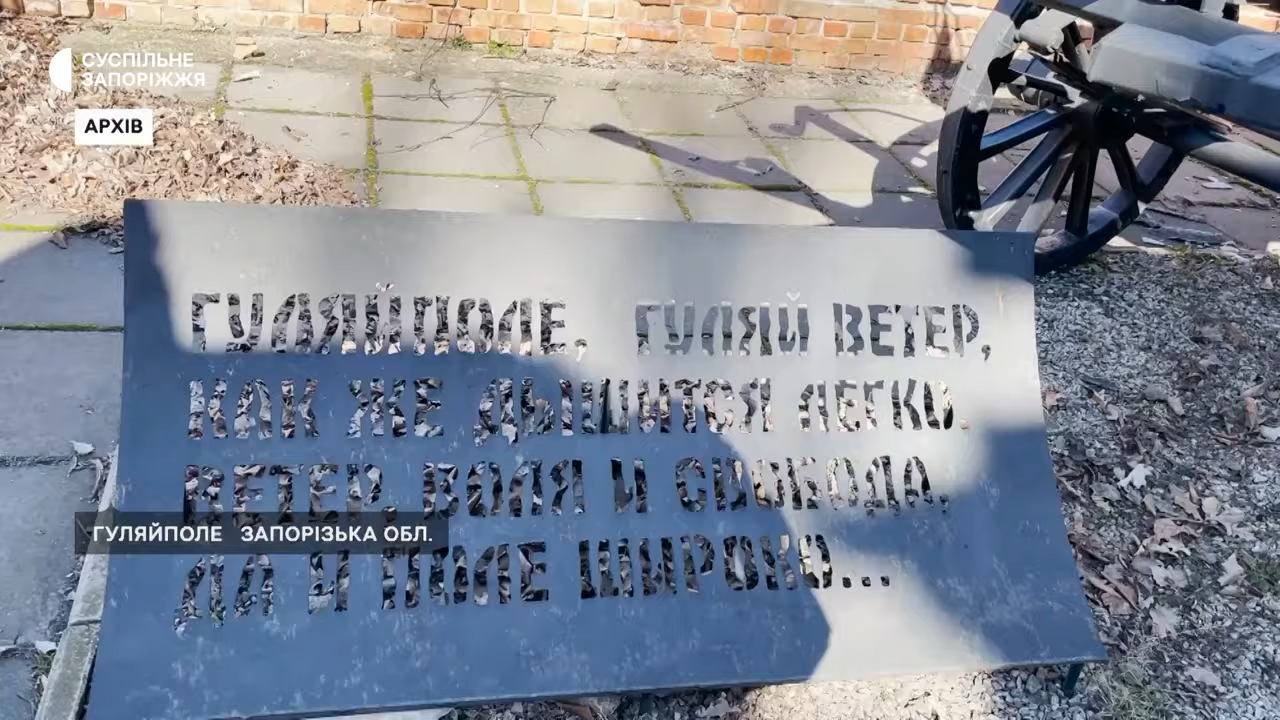 СУСПІЛЬНЕ
ЗАПОРІЖЖЯ
АРХІВ
ГУЛЯЙПОЛЕ, ГУЛЯЙ ВЕТЕР,
КАК ЖЕ ДЫШИТСЯ ЛЕГКО.
ВЕТЕР, ВОЛЯ И СВОБОДА,
ГУЛЯЙПОЛЕ ЗАПОРІЗЬКА ОБЛ.
ДА И ПОЛЕ ШИРОКО...